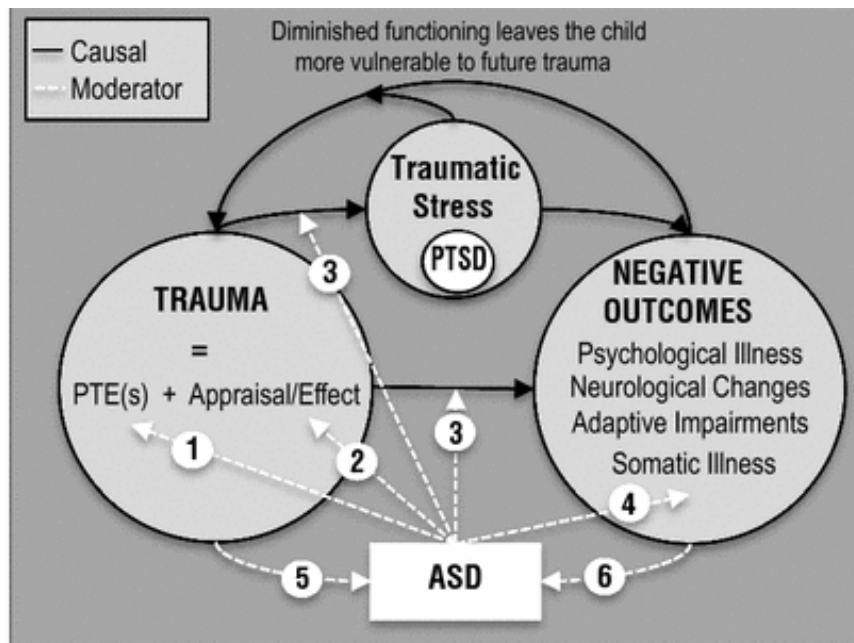 Causal
Moderator
Diminished functioning leaves the child
more vulnerable to future trauma
Traumatic
Stress
PTSD
3
TRAUMA
=
PTE(s) + Appraisal/Effect
NEGATIVE
OUTCOMES
Psychological Illness
Neurological Changes
Adaptive Impairments
Somatic Illness
1
2
3
4
5
ASD
6